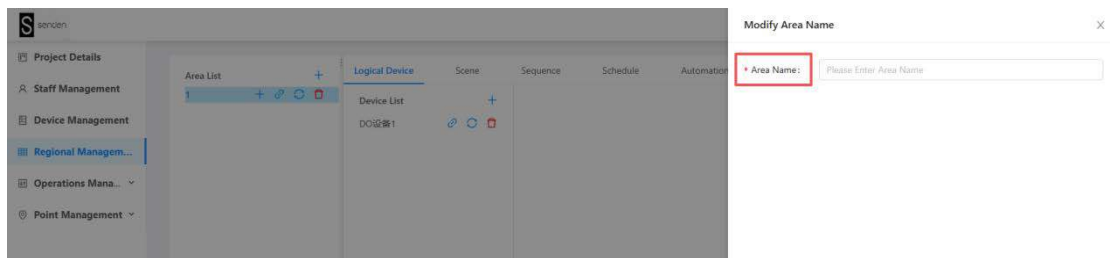 S senden
Project Details
Staff Management
Device Management
Regional Managem...
Operations Mana...
Point Management
Area List
1
Logical Device Scene Sequence Schedule Automation
Device List
DO设备1
Modify Area Name
* Area Name: Please Enter Area Name